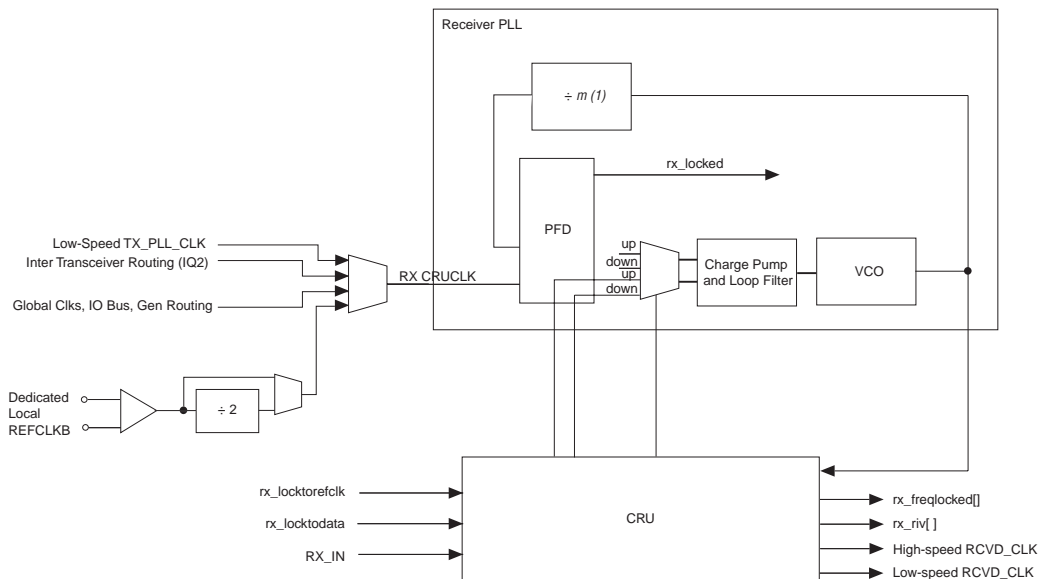 Receiver PLL
÷ m (1)
rx_locked
PFD
Low-Speed TX_PLL_CLK
Inter Transceiver Routing (IQ2)
Global Clks, IO Bus, Gen Routing
RX CRUCLK
up
down
up
down
Charge Pump
and Loop Filter
VCO
Dedicated
Local
REFCLKB
÷ 2
rx_locktorefclk
rx_locktodata
RX_IN
CRU
rx_freqlocked[]
rx_rlv[ ]
High-speed RCVD_CLK
Low-speed RCVD_CLK